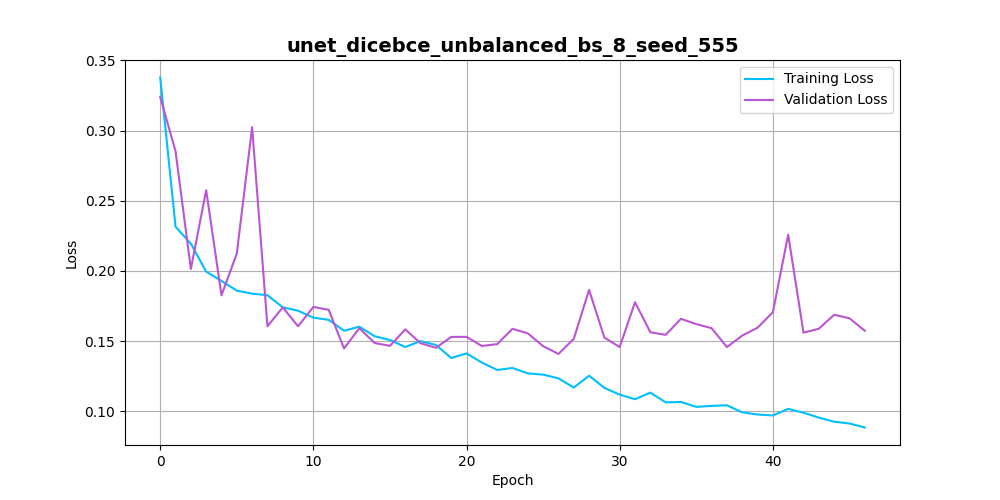 unet_dicebce_unbalanced_bs_8_seed_555
Training Loss
Validation Loss
0.35
0.30
0.25
0.20
0.15
0.10
Loss
0 10 20 30 40
Epoch